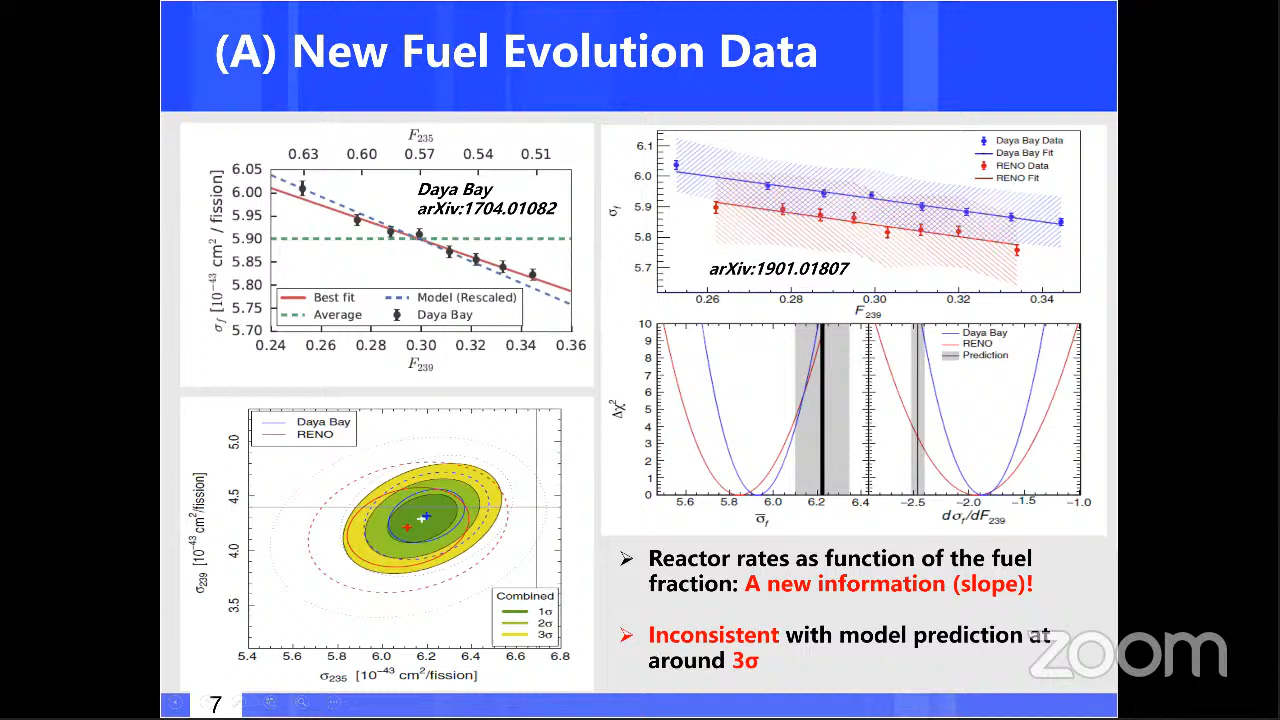 (A) New Fuel Evolution Data
F235
0.63 0.60 0.57 0.54 0.51
6.05
6.00
5.95
5.90
5.85
5.80
5.75
5.70
σf [10⁻⁴³ cm² / fission]
Daya Bay
arXiv:1704.01082
Best fit
Model (Rescaled)
Average
Daya Bay
0.24 0.26 0.28 0.30 0.32 0.34 0.36
F239
6.1
6.0
5.9
5.8
5.7
σf
Daya Bay Data
Daya Bay Fit
RENO Data
RENO Fit
arXiv:1901.01807
0.26 0.28 0.30 0.32 0.34
F239
10
9
8
7
6
5
4
3
2
1
0
Δχ²
Daya Bay
RENO
Prediction
5.6 5.8 6.0 6.2 6.4 -2.5 -2.0 -1.5 -1.0
σ̅f
dσf/dF239
Daya Bay
RENO
5.0
4.5
4.0
3.5
σ239 [10⁻⁴³ cm²/fission]
Combined
1σ
2σ
3σ
5.4 5.6 5.8 6.0 6.2 6.4 6.6 6.8
σ235 [10⁻⁴³ cm²/fission]
Reactor rates as function of the fuel
fraction: A new information (slope)!
Inconsistent with model prediction at
around 3σ
zoom
7